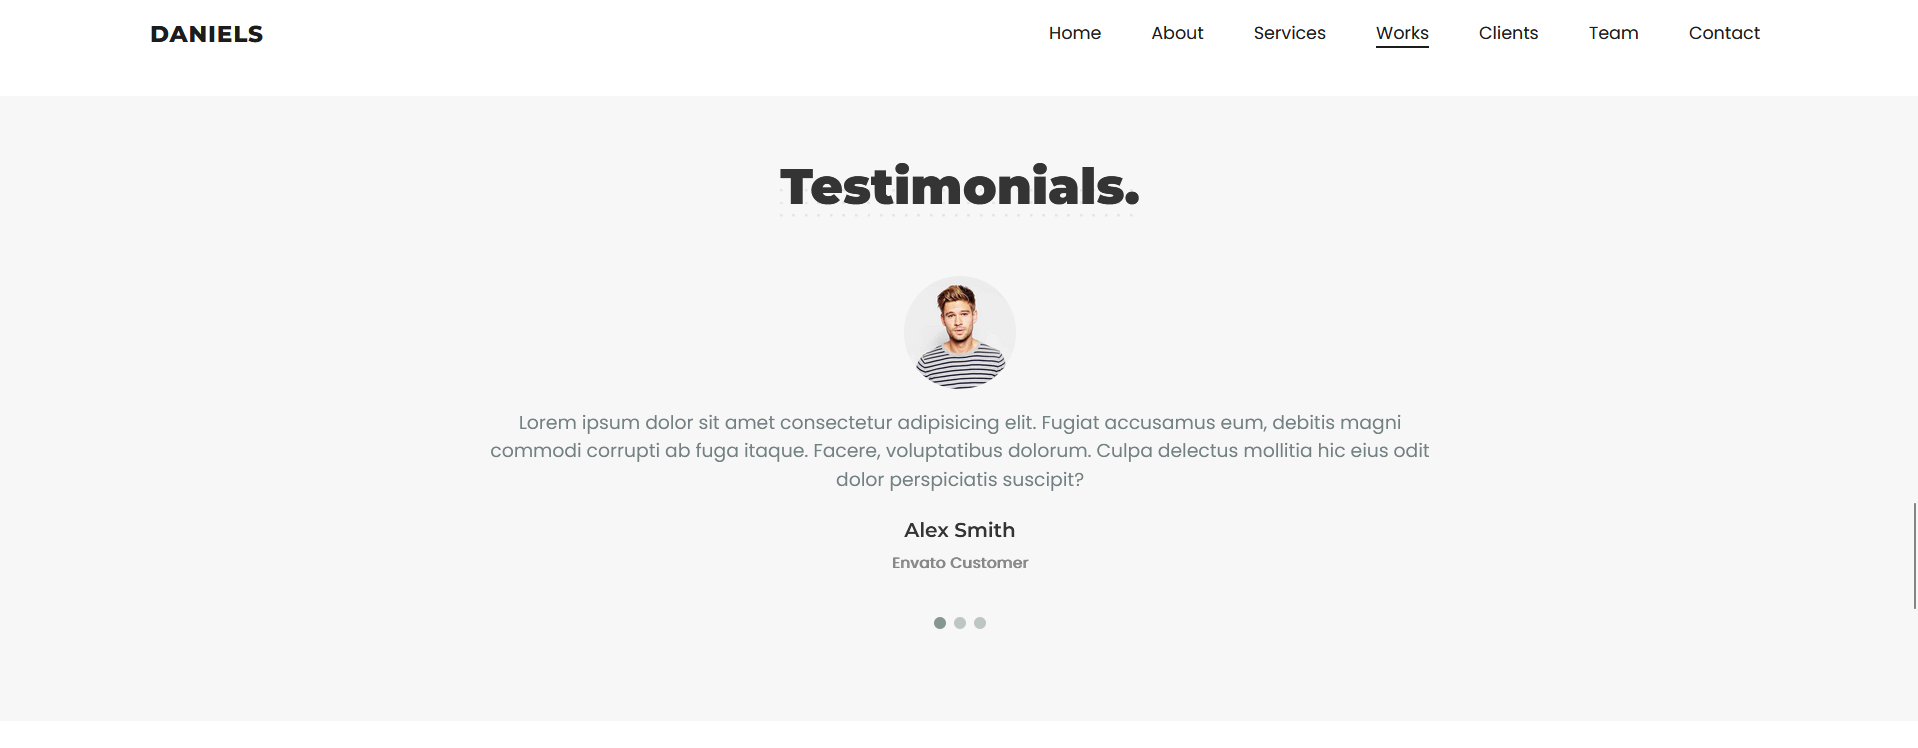 DANIELS
Home About Services Works Clients Team Contact
Testimonials.
Lorem ipsum dolor sit amet consectetur adipisicing elit. Fugiat accusamus eum, debitis magni
commodi corrupti ab fuga itaque. Facere, voluptatibus dolorum. Culpa delectus mollitia hic eius odit
dolor perspiciatis suscipit?
Alex Smith
Envato Customer